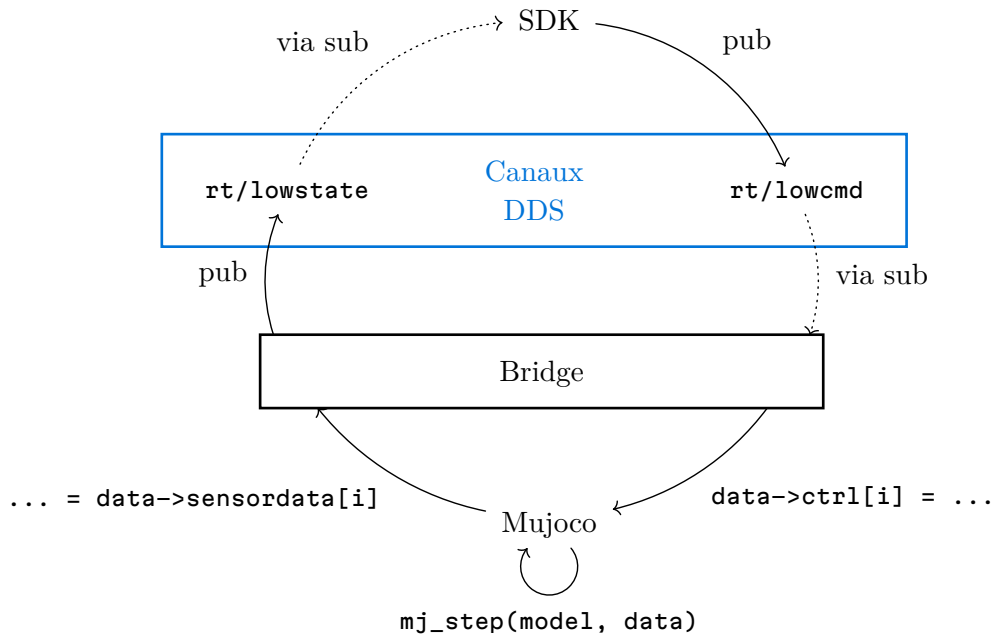 SDK
via sub
pub
Canaux
DDS
rt/lowstate
rt/lowcmd
pub
via sub
Bridge
... = data->sensordata[i]
data->ctrl[i] = ...
Mujoco
mj_step(model, data)